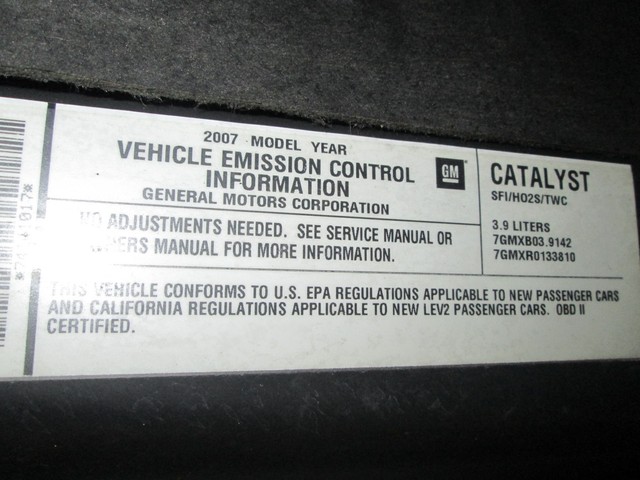 2007 MODEL YEAR
VEHICLE EMISSION CONTROL
INFORMATION
GENERAL MOTORS CORPORATION
GM
NO ADJUSTMENTS NEEDED. SEE SERVICE MANUAL OR
MANUAL FOR MORE INFORMATION.
CATALYST
SFI/HO2S/TWC
3.9 LITERS
7GMXB03.9142
7GMXR0133810
THIS VEHICLE CONFORMS TO U.S. EPA REGULATIONS APPLICABLE TO NEW PASSENGER CARS
AND CALIFORNIA REGULATIONS APPLICABLE TO NEW LEV2 PASSENGER CARS. OBD II
CERTIFIED.